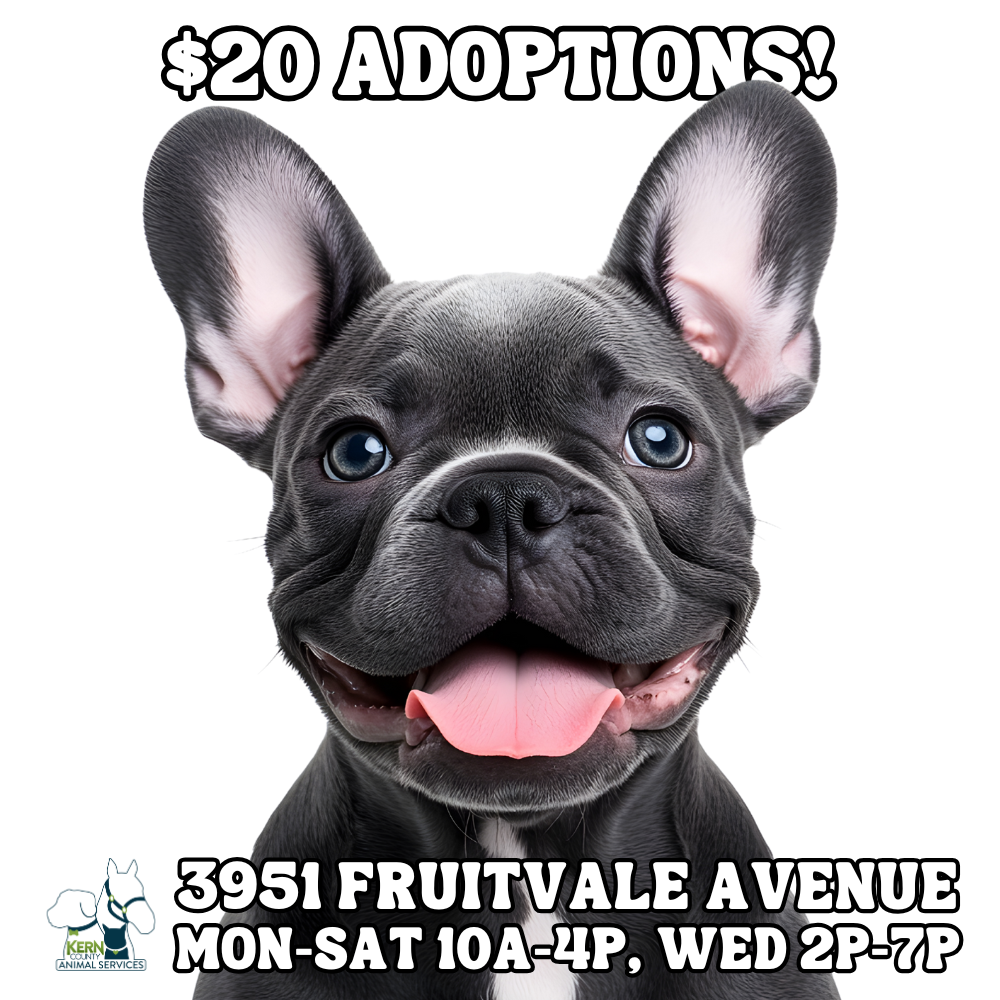 $20 ADOPTIONS!
3951 FRUITVALE AVENUE
MON-SAT 10A-4P, WED 2P-7P
KERN
COUNTY
ANIMAL SERVICES